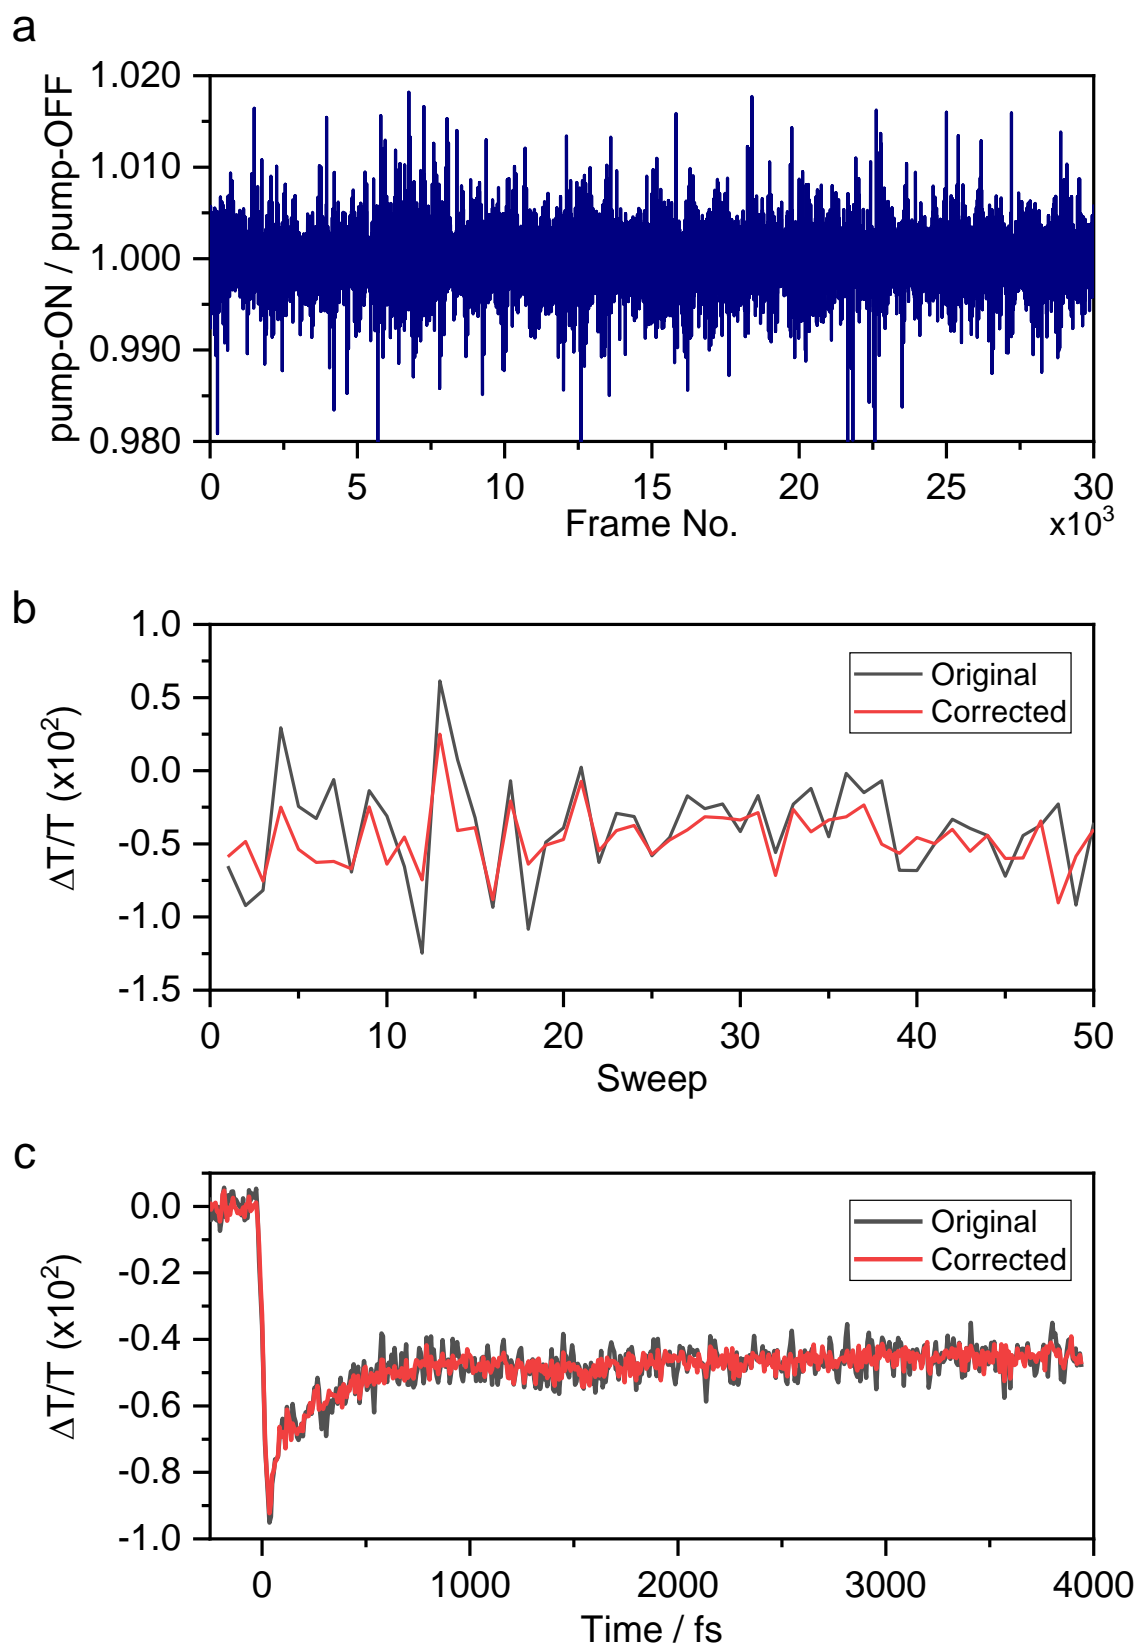 a
pump-ON / pump-OFF
1.020
1.010
1.000
0.990
0.980
0 5 10 15 20 25 30
Frame No.
x10³
b
ΔT/T (x10²)
1.0
0.5
0.0
-0.5
-1.0
-1.5
Original
Corrected
0 10 20 30 40 50
Sweep
c
ΔT/T (x10²)
0.0
-0.2
-0.4
-0.6
-0.8
-1.0
Original
Corrected
0 1000 2000 3000 4000
Time / fs